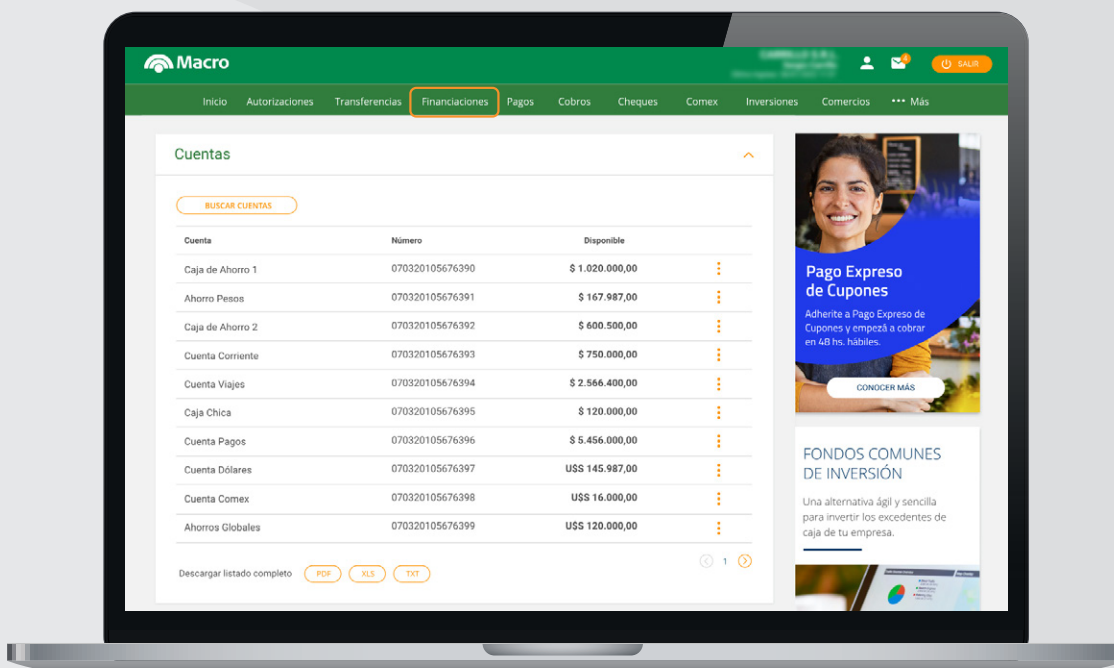 Macro
SALIR
Inicio Autorizaciones Transferencias Financiaciones Pagos Cobros Cheques Comex Inversiones Comercios ••• Más
Cuentas
BUSCAR CUENTAS
Cuenta Número Disponible
Caja de Ahorro 1 070320105676390 $ 1.020.000,00
Ahorro Pesos 070320105676391 $ 167.987,00
Caja de Ahorro 2 070320105676392 $ 600.500,00
Cuenta Corriente 070320105676393 $ 750.000,00
Cuenta Viajes 070320105676394 $ 2.566.400,00
Caja Chica 070320105676395 $ 120.000,00
Cuenta Pagos 070320105676396 $ 5.456.000,00
Cuenta Dólares 070320105676397 U$S 145.987,00
Cuenta Comex 070320105676398 U$S 16.000,00
Ahorros Globales 070320105676399 U$S 120.000,00
1
Descargar listado completo PDF XLS TXT
Pago Expreso
de Cupones
Adherite a Pago Expreso de
Cupones y empezá a cobrar
en 48 hs. hábiles.
CONOCER MÁS
FONDOS COMUNES
DE INVERSIÓN
Una alternativa ágil y sencilla
para invertir los excedentes de
caja de tu empresa.